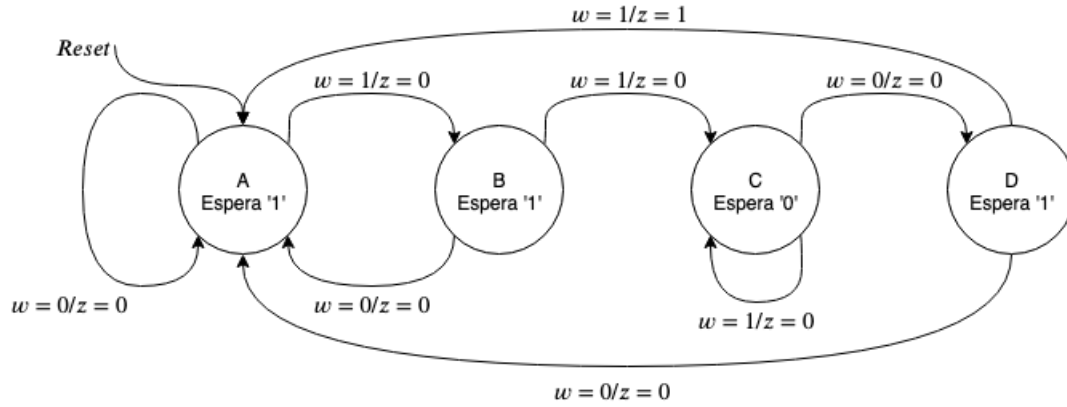 w = 1/z = 1
Reset
w = 1/z = 0
w = 1/z = 0
w = 0/z = 0
A
Espera '1'
B
Espera '1'
C
Espera '0'
D
Espera '1'
w = 0/z = 0
w = 0/z = 0
w = 1/z = 0
w = 0/z = 0